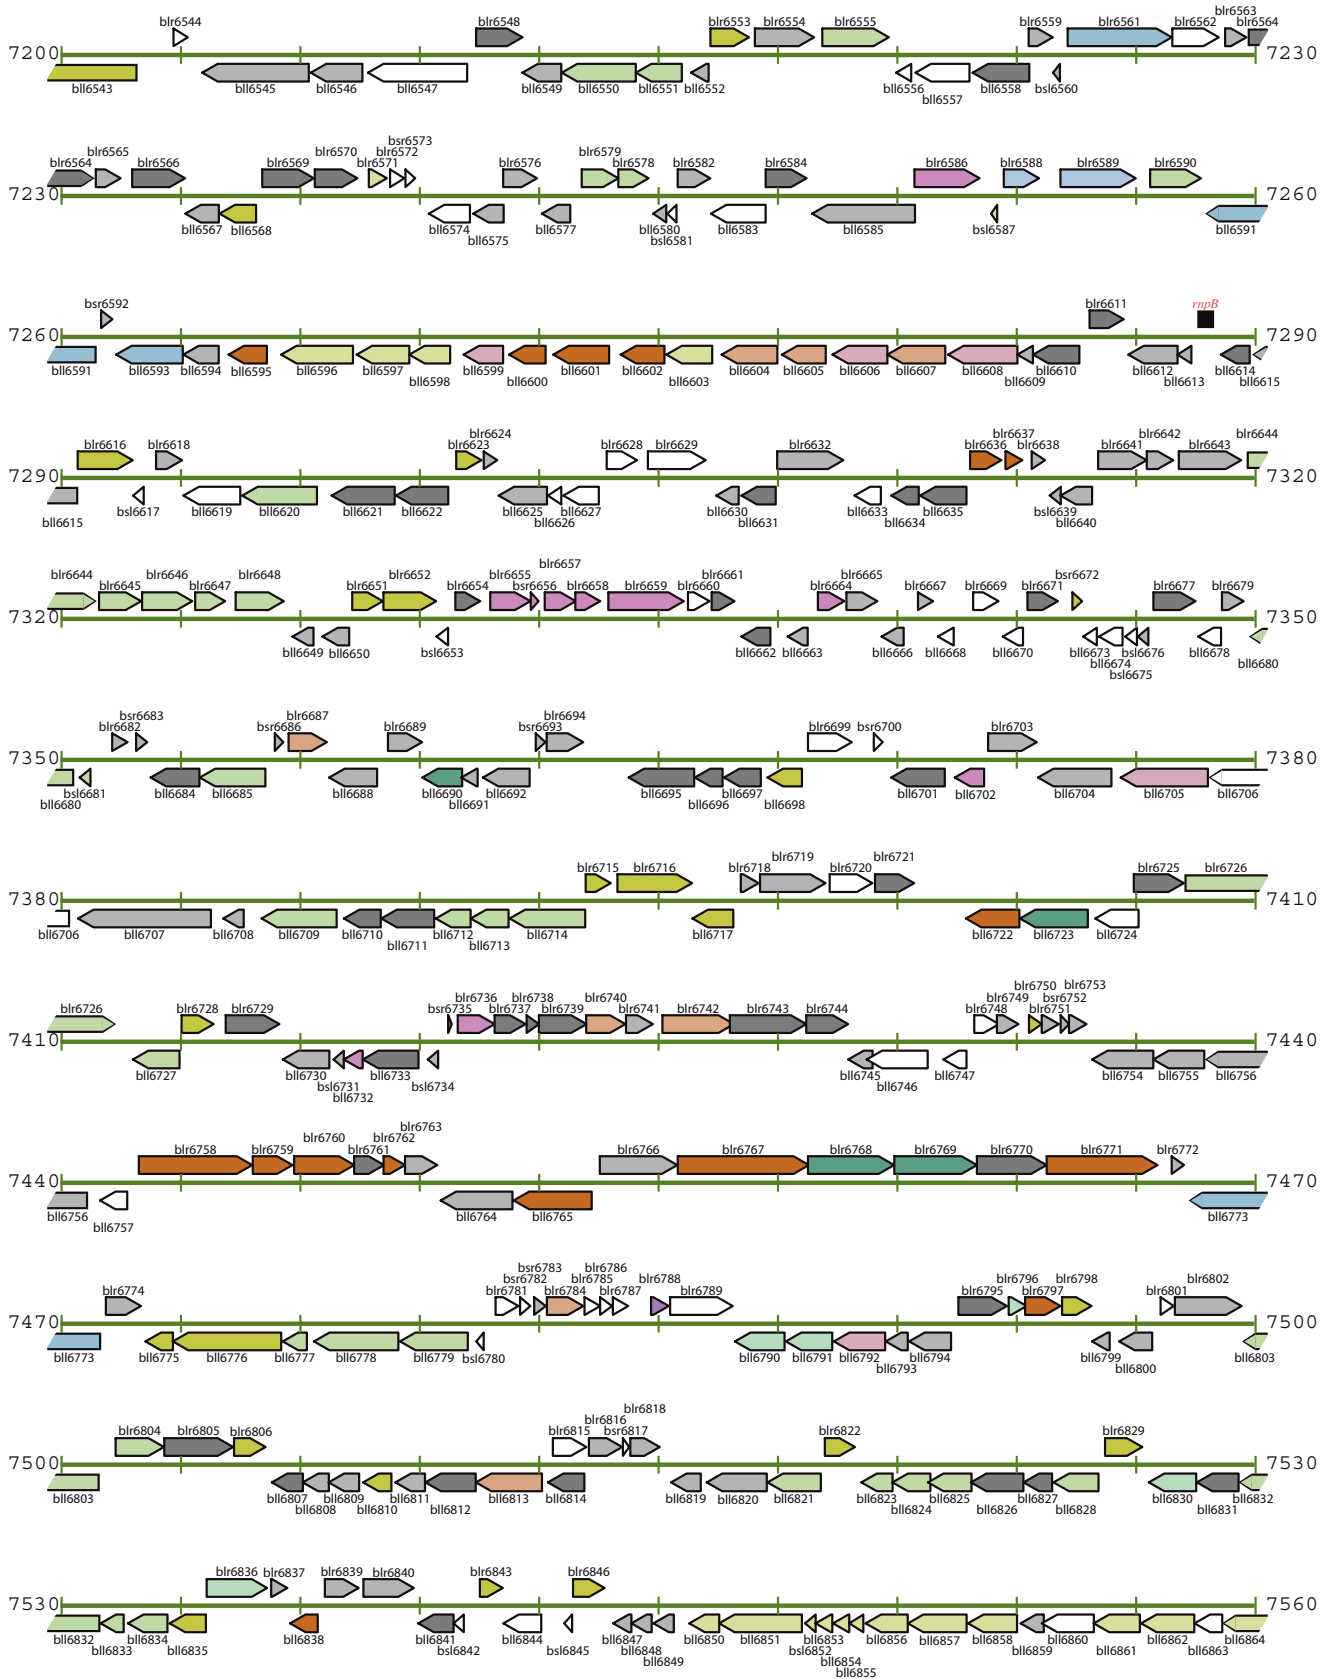 blr6563
blr6544 blr6548 blr6553 blr6554 blr6555 blr6559 blr6561 blr6562 blr6564
7200 7230
bll6543 bll6545 bll6546 bll6547 bll6549 bll6550 bll6551 bll6552 bll6556 bll6557 bll6558 bsl6560
bsr6573
blr6565 blr6570 blr6572 blr6579
blr6564 blr6566 blr6569 blr6571 blr6576 blr6578 blr6582 blr6584 blr6586 blr6588 blr6589 blr6590
7230 7260
bll6567 bll6568 bll6574 bll6575 bll6577 bll6580 bsl6581 bll6583 bll6585 bsl6587 bll6591
bsr6592 blr6611 rnpB
7260 7290
bll6591 bll6593 bll6594 bll6595 bll6596 bll6597 bll6598 bll6599 bll6600 bll6601 bll6602 bll6603 bll6604 bll6605 bll6606 bll6607 bll6608 bll6609 bll6610 bll6612 bll6613 bll6614 bll6615
blr6624 blr6637 blr6642
blr6616 blr6618 blr6623 blr6628 blr6629 blr6632 blr6636 blr6638 blr6641 blr6643 blr6644
7290 7320
bll6615 bsl6617 bll6619 bll6620 bll6621 bll6622 bll6625 bll6626 bll6627 bll6630 bll6631 bll6633 bll6634 bll6635 bsl6639 bll6640
blr6657
blr6644 blr6646 blr6648 blr6655 blr6661 blr6665 bsr6672
blr6645 blr6647 blr6651 blr6652 blr6654 bsr6656 blr6658 blr6659 blr6660 blr6664 blr6667 blr6669 blr6671 blr6677 blr6679
7320 7350
bll6649 bll6650 bsl6653 bll6662 bll6663 bll6666 bll6668 bll6670 bll6673 bll6674 bsl6675 bsl6676 bll6678 bll6680
bsr6683 blr6687 blr6694
blr6682 bsr6686 blr6689 bsr6693 blr6699 bsr6700 blr6703
7350 7380
bll6680 bsl6681 bll6684 bll6685 bll6688 bll6690 bll6691 bll6692 bll6695 bll6696 bll6697 bll6698 bll6701 bll6702 bll6704 bll6705 bll6706
blr6719 blr6721
blr6715 blr6716 blr6718 blr6720 blr6725 blr6726
7380 7410
bll6706 bll6707 bll6708 bll6709 bll6710 bll6711 bll6712 bll6713 bll6714 bll6717 bll6722 bll6723 bll6724
blr6736 blr6738 blr6740 blr6749 blr6750 bsr6752 blr6753
blr6726 blr6728 blr6729 bsr6735 blr6737 blr6739 blr6741 blr6742 blr6743 blr6744 blr6748 blr6751
7410 7440
bll6727 bll6730 bsl6731 bll6732 bll6733 bsl6734 bll6745 bll6746 bll6747 bll6754 bll6755 bll6756
blr6760 blr6762 blr6763
blr6758 blr6759 blr6761 blr6766 blr6767 blr6768 blr6769 blr6770 blr6771 blr6772
7440 7470
bll6756 bll6757 bll6764 bll6765 bll6773
bsr6783 blr6786
bsr6782 blr6785 blr6796 blr6802
blr6774 blr6781 blr6784 blr6787 blr6788 blr6789 blr6795 blr6797 blr6798 blr6801
7470 7500
bll6773 bll6775 bll6776 bll6777 bll6778 bll6779 bsl6780 bll6790 bll6791 bll6792 bll6793 bll6794 bll6799 bll6800 bll6803
blr6818
blr6816
blr6804 blr6805 blr6806 blr6815 bsr6817 blr6822 blr6829
7500 7530
bll6803 bll6807 bll6808 bll6809 bll6810 bll6811 bll6812 bll6813 bll6814 bll6819 bll6820 bll6821 bll6823 bll6824 bll6825 bll6826 bll6827 bll6828 bll6830 bll6831 bll6832
blr6836 blr6837 blr6839 blr6840 blr6843 blr6846
7530 7560
bll6832 bll6833 bll6834 bll6835 bll6838 bll6841 bsl6842 bll6844 bsl6845 bll6847 bll6848 bll6849 bll6850 bll6851 bsl6852 bll6853 bll6854 bll6855 bll6856 bll6857 bll6858 bll6859 bll6860 bll6861 bll6862 bll6863 bll6864